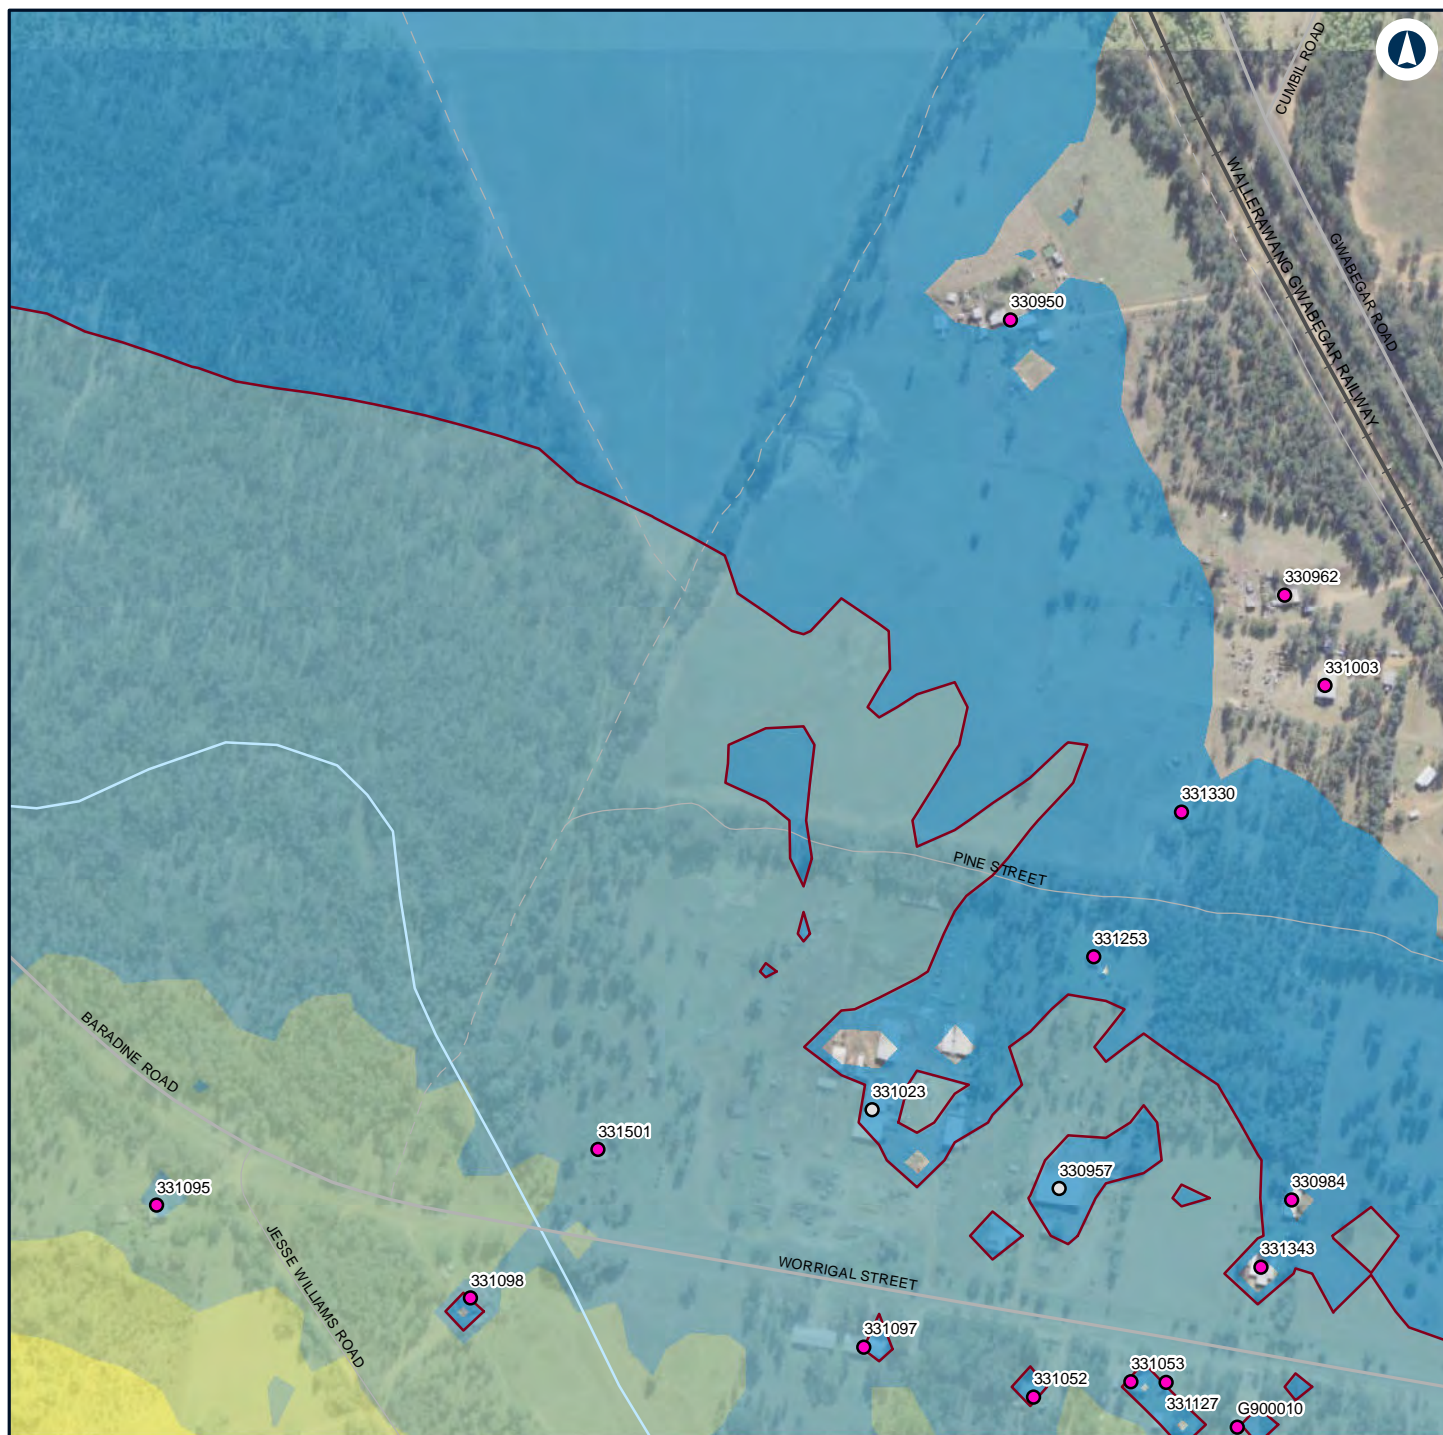 CUMBIL ROAD
WALLERAWANG GWABEGAR RAILWAY
GWABEGAR ROAD
330950
330962
331003
331330
PINE STREET
331253
BARADINE ROAD
331023
331501
330957
331095
330984
JESSE WILLIAMS ROAD
331343
WORRIGAL STREET
331098
331097
331052
331053
331127
G900010